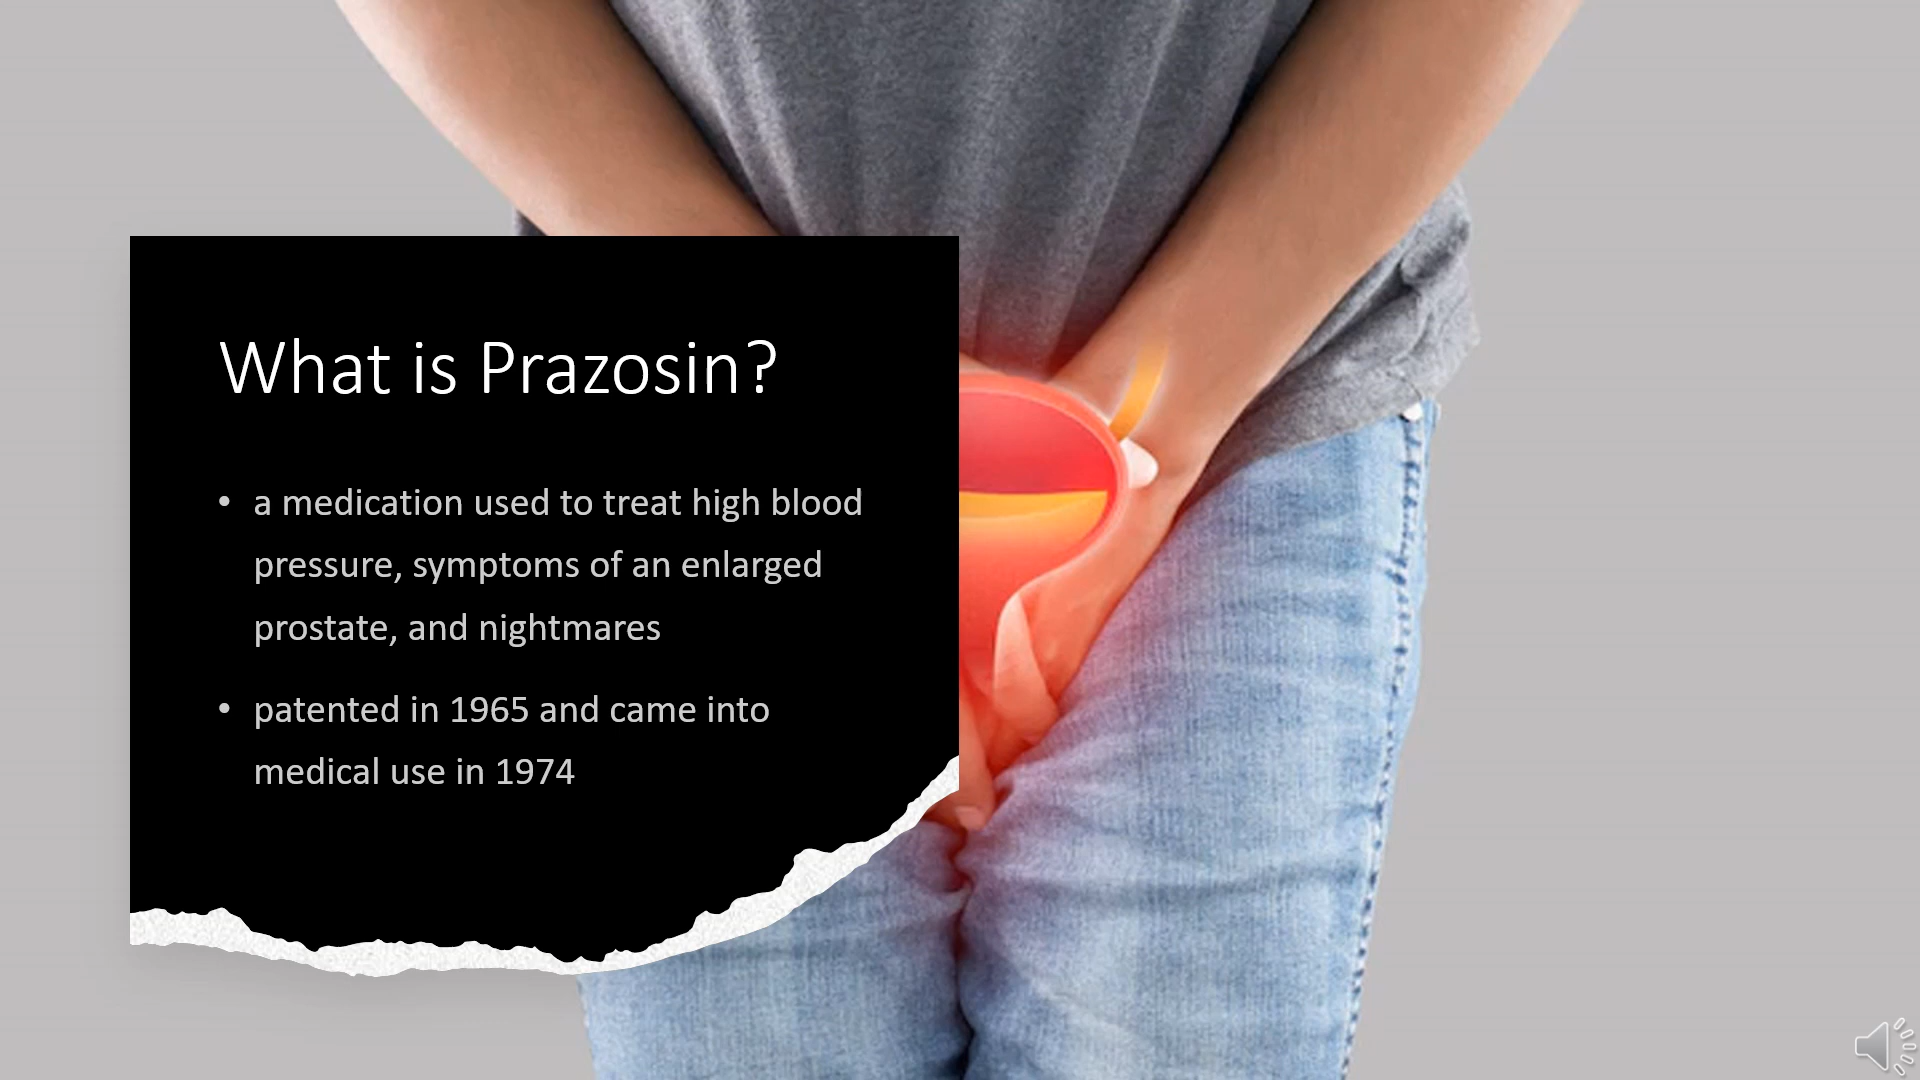 What is Prazosin?
• a medication used to treat high blood
pressure, symptoms of an enlarged
prostate, and nightmares
• patented in 1965 and came into
medical use in 1974